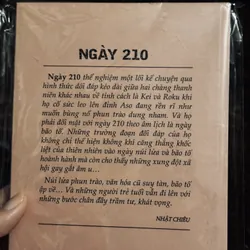 NGÀY 210
Ngày 210 thể nghiệm một lối kể chuyện qua
hình thức đối đáp kéo dài giữa hai chàng thanh
niên khác nhau về tính cách là Kei và Roku khi
họ cố sức leo lên đỉnh Aso đang rền rĩ như
muốn bùng nổ phun trào dung nham. Và họ
phải đối mặt với ngày 210 theo âm lịch là ngày
bão tố. Những trường đoạn đối đáp của họ
không chỉ thể hiện không khí căng thẳng khốc
liệt của thiên nhiên vào ngày núi lửa và bão tố
hoành hành mà còn cho thấy những xung đột xã
hội gay gắt âm u...
Núi lửa phun trào, văn hóa cũ suy tàn, bão tố
ập về... Và những người trẻ tuổi vẫn đi lên với
những bước chân đầy trầm tư, khát vọng.
NHẬT CHIÊU